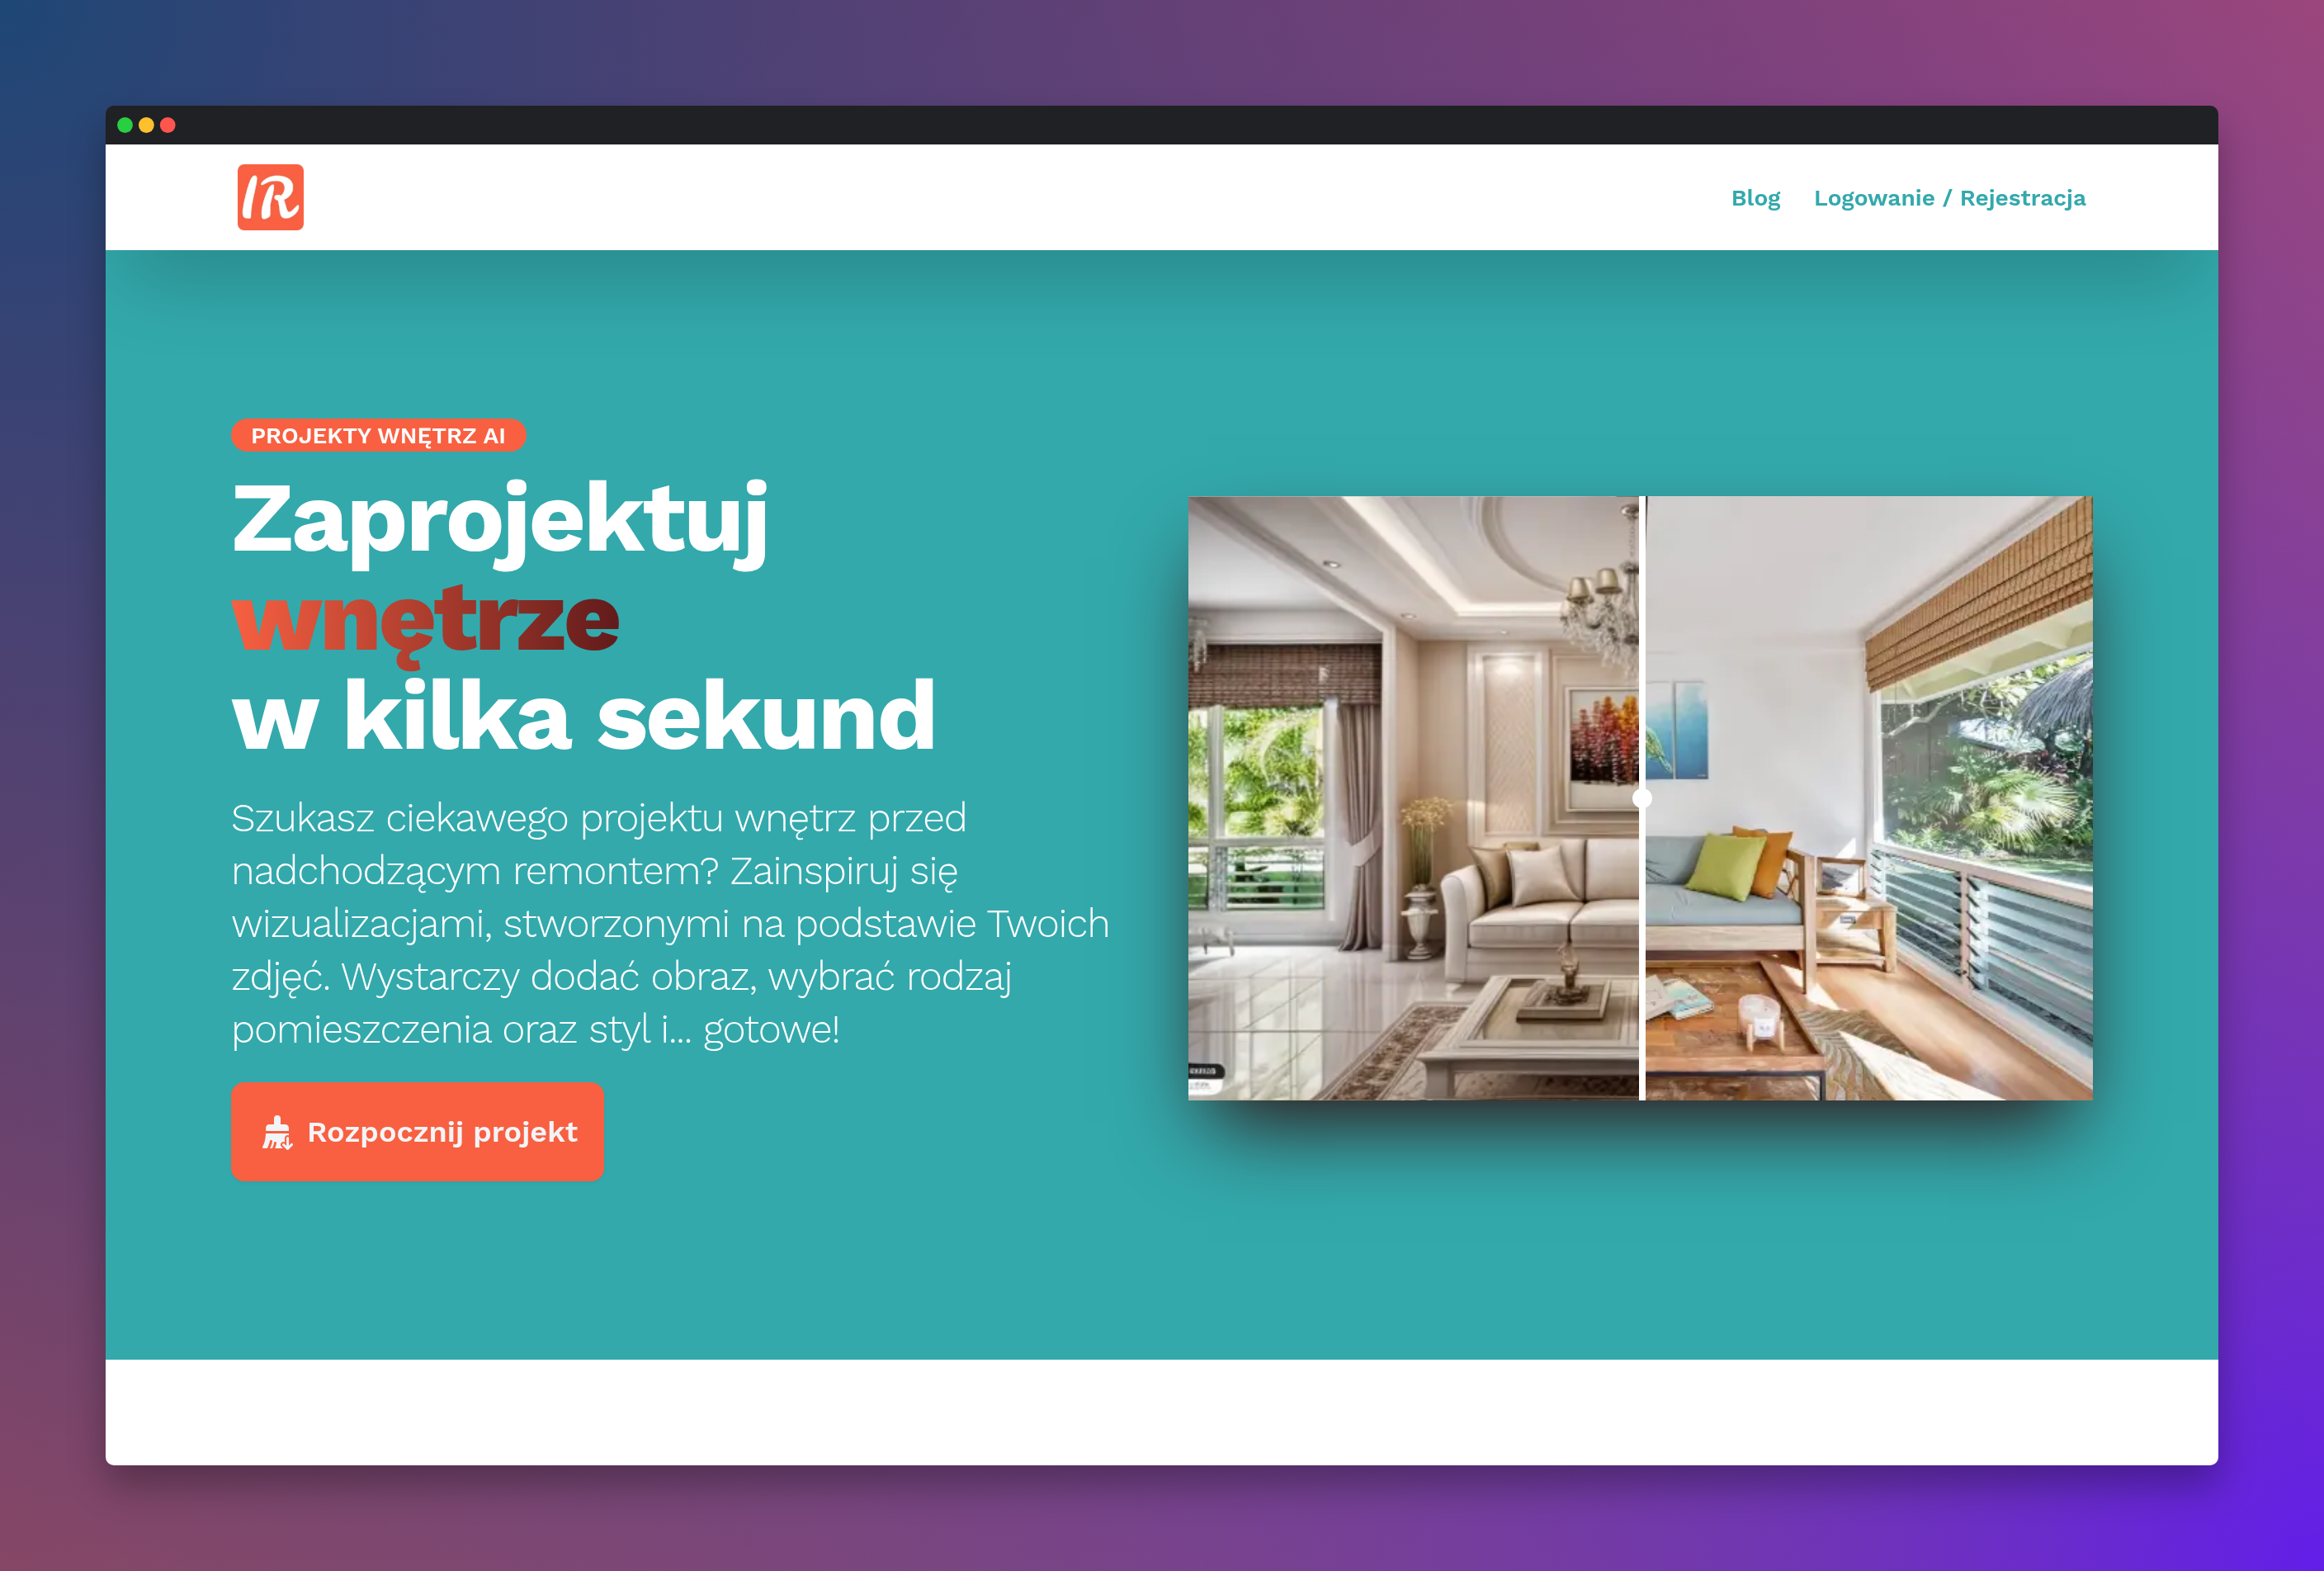 IR
Blog
Logowanie / Rejestracja
PROJEKTY WNĘTRZ AI
Zaprojektuj
wnętrze
w kilka sekund
Szukasz ciekawego projektu wnętrz przed
nadchodzącym remontem? Zainspiruj się
wizualizacjami, stworzonymi na podstawie Twoich
zdjęć. Wystarczy dodać obraz, wybrać rodzaj
pomieszczenia oraz styl i... gotowe!
Rozpocznij projekt